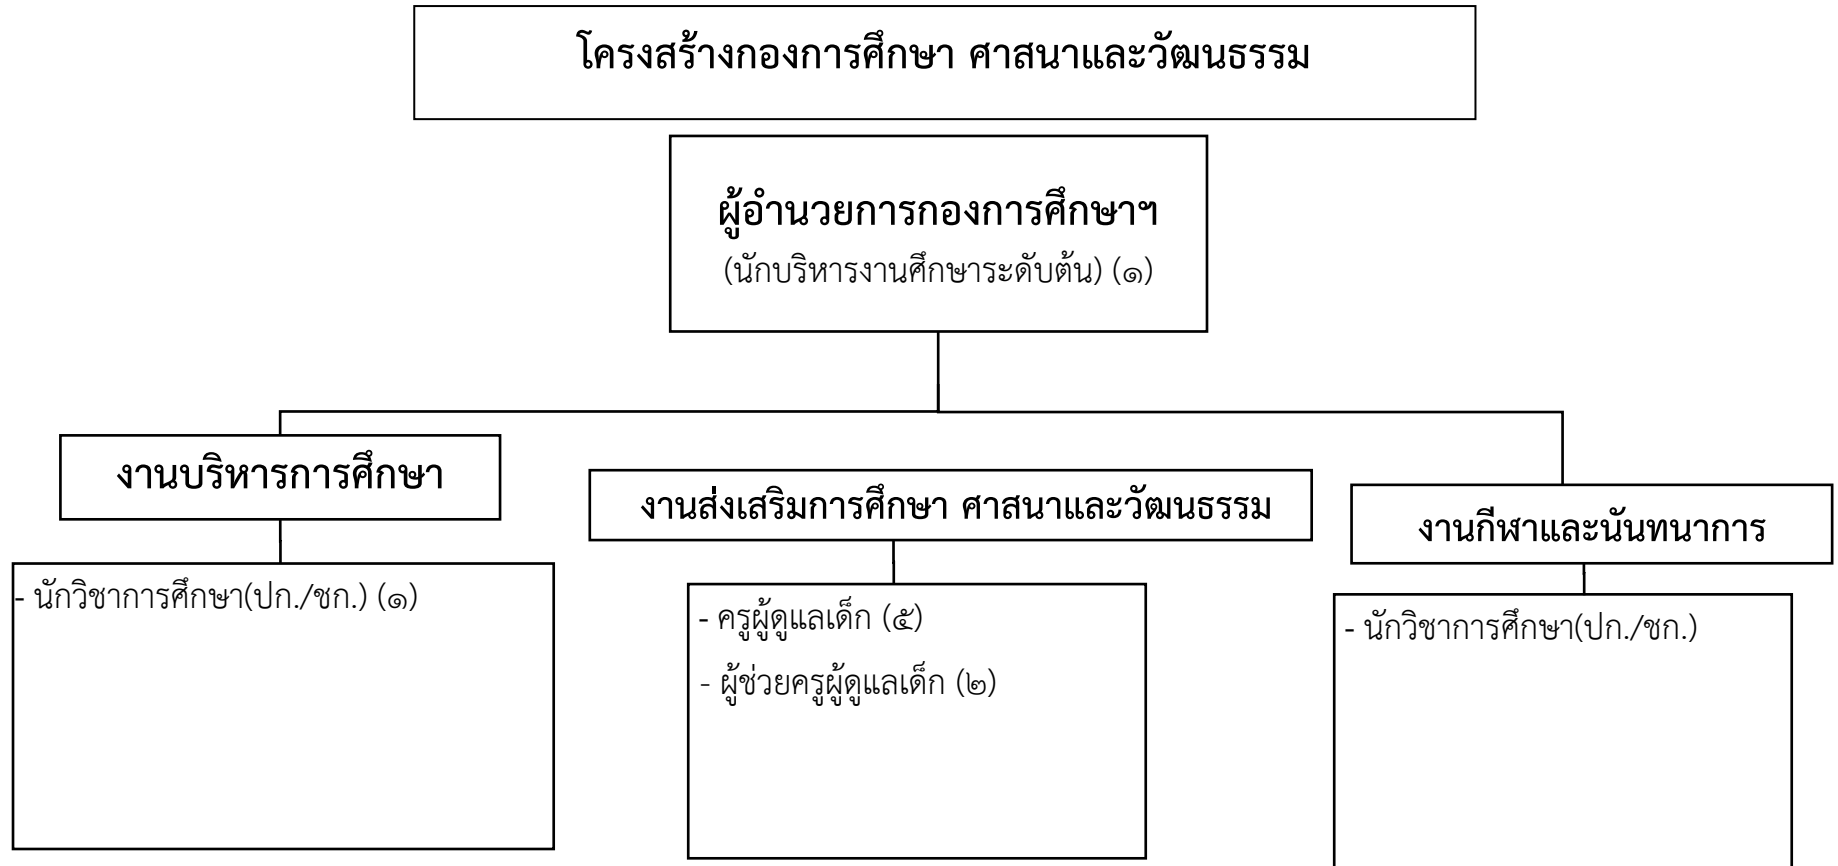 โครงสร้างกองการศึกษา ศาสนาและวัฒนธรรม
ผู้อำนวยการกองการศึกษาฯ
(นักบริหารงานศึกษาระดับต้น) (๑)
งานบริหารการศึกษา
- นักวิชาการศึกษา(ปก./ชก.) (๑)
งานส่งเสริมการศึกษา ศาสนาและวัฒนธรรม
- ครูผู้ดูแลเด็ก (๕)
- ผู้ช่วยครูผู้ดูแลเด็ก (๒)
งานกีฬาและนันทนาการ
- นักวิชาการศึกษา(ปก./ชก.)